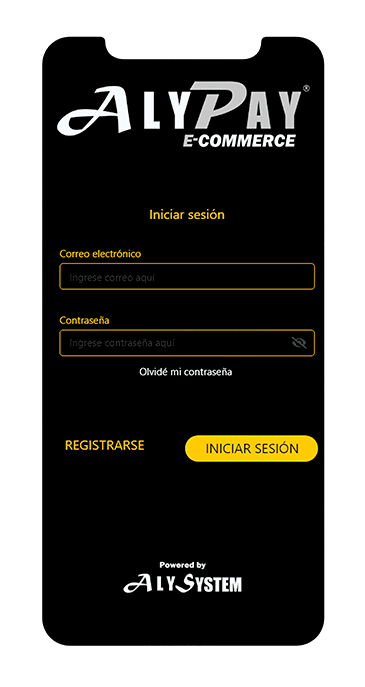 ALYPAY®
E-COMMERCE
Iniciar sesión
Correo electrónico
Ingrese correo aquí
Contraseña
Ingrese contraseña aquí
Olvidé mi contraseña
REGISTRARSE
INICIAR SESIÓN
Powered by
ALYSYSTEM